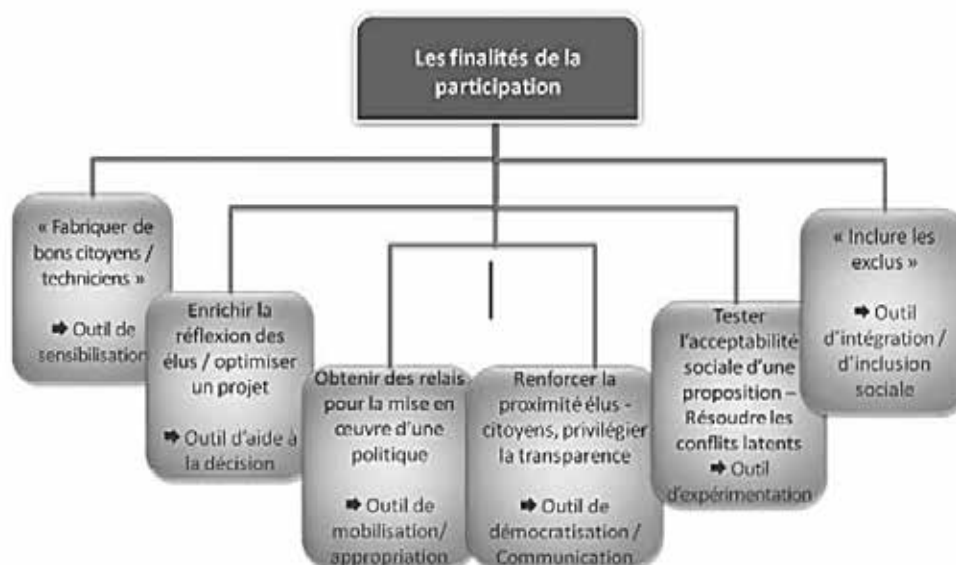 Les finalités de la
participation
« Fabriquer de
bons citoyens /
techniciens »
➡ Outil de
sensibilisation
Enrichir la
réflexion des
élus / optimiser
un projet
➡ Outil d'aide à
la décision
Obtenir des relais
pour la mise en
œuvre d'une
politique
➡ Outil de
mobilisation/
appropriation
Renforcer la
proximité élus -
citoyens, privilégier
la transparence
➡ Outil de
démocratisation /
Communication
Tester
l'acceptabilité
sociale d'une
proposition –
Résoudre les
conflits latents
➡ Outil
d'expérimentation
« Inclure les
exclus »
➡ Outil
d'intégration /
d'inclusion
sociale